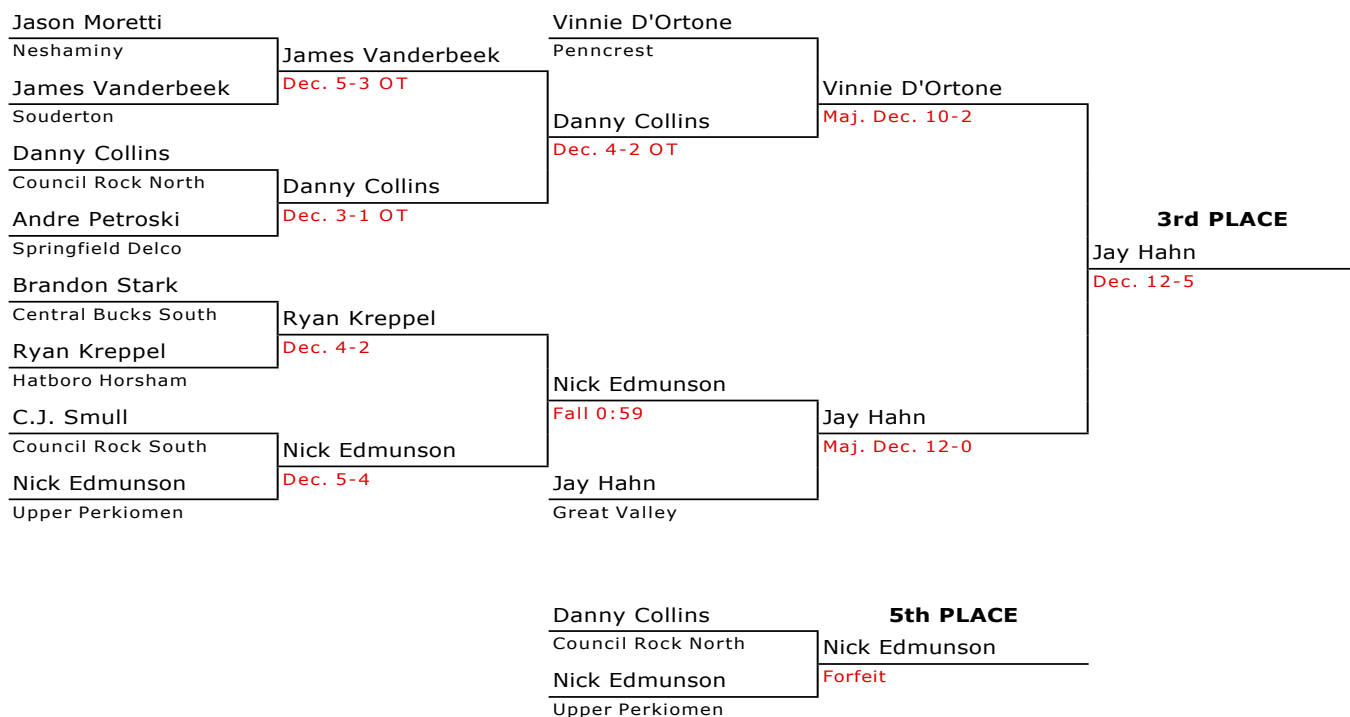 Jason Moretti
Neshaminy
James Vanderbeek
Dec. 5-3 OT
James Vanderbeek
Souderton
Danny Collins
Council Rock North
Danny Collins
Dec. 3-1 OT
Andre Petroski
Springfield Delco
Brandon Stark
Central Bucks South
Ryan Kreppel
Dec. 4-2
Ryan Kreppel
Hatboro Horsham
C.J. Smull
Council Rock South
Nick Edmunson
Dec. 5-4
Nick Edmunson
Upper Perkiomen
Vinnie D'Ortone
Penncrest
Danny Collins
Dec. 4-2 OT
Vinnie D'Ortone
Maj. Dec. 10-2
Nick Edmunson
Fall 0:59
Jay Hahn
Great Valley
Jay Hahn
Maj. Dec. 12-0
3rd PLACE
Jay Hahn
Dec. 12-5
Danny Collins
Council Rock North
Nick Edmunson
Upper Perkiomen
5th PLACE
Nick Edmunson
Forfeit